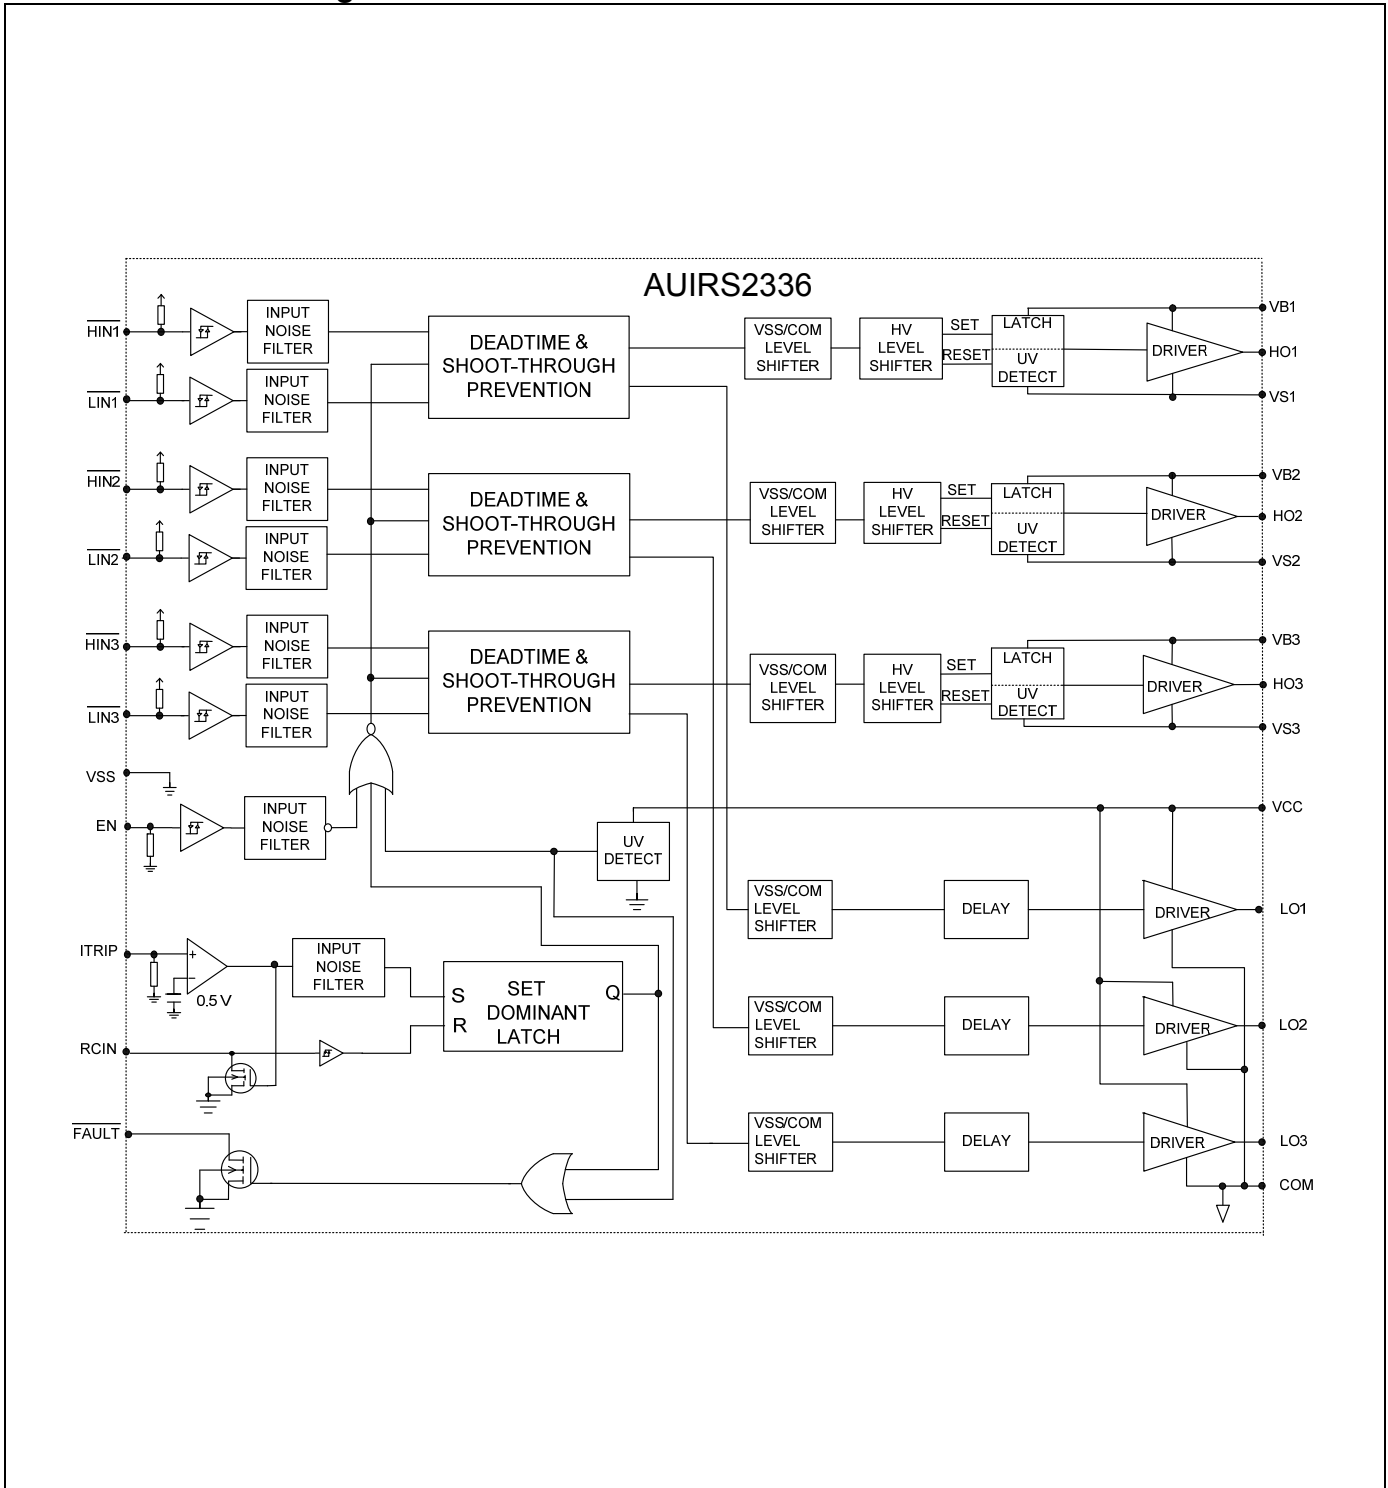 AUIRS2336
HIN1
INPUT
NOISE
FILTER
LIN1
INPUT
NOISE
FILTER
DEADTIME &
SHOOT-THROUGH
PREVENTION
VSS/COM
LEVEL
SHIFTER
HV
LEVEL
SHIFTER
SET
RESET
LATCH
UV
DETECT
DRIVER
VB1
HO1
VS1
HIN2
INPUT
NOISE
FILTER
LIN2
INPUT
NOISE
FILTER
DEADTIME &
SHOOT-THROUGH
PREVENTION
VSS/COM
LEVEL
SHIFTER
HV
LEVEL
SHIFTER
SET
RESET
LATCH
UV
DETECT
DRIVER
VB2
HO2
VS2
HIN3
INPUT
NOISE
FILTER
LIN3
INPUT
NOISE
FILTER
DEADTIME &
SHOOT-THROUGH
PREVENTION
VSS/COM
LEVEL
SHIFTER
HV
LEVEL
SHIFTER
SET
RESET
LATCH
UV
DETECT
DRIVER
VB3
HO3
VS3
VSS
EN
INPUT
NOISE
FILTER
UV
DETECT
VCC
VSS/COM
LEVEL
SHIFTER
DELAY
DRIVER
LO1
ITRIP
+
−
0.5 V
INPUT
NOISE
FILTER
S
R
SET
DOMINANT
LATCH
Q
RCIN
VSS/COM
LEVEL
SHIFTER
DELAY
DRIVER
LO2
FAULT
VSS/COM
LEVEL
SHIFTER
DELAY
DRIVER
LO3
COM